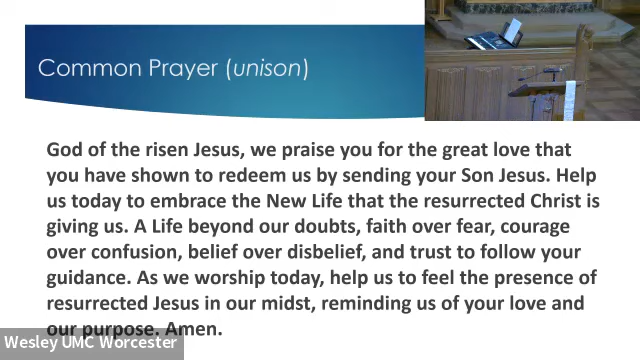 Common Prayer (unison)
God of the risen Jesus, we praise you for the great love that
you have shown to redeem us by sending your Son Jesus. Help
us today to embrace the New Life that the resurrected Christ is
giving us. A Life beyond our doubts, faith over fear, courage
over confusion, belief over disbelief, and trust to follow your
guidance. As we worship today, help us to feel the presence of
resurrected Jesus in our midst, reminding us of your love and
our purpose. Amen.
Wesley UMC Worcester